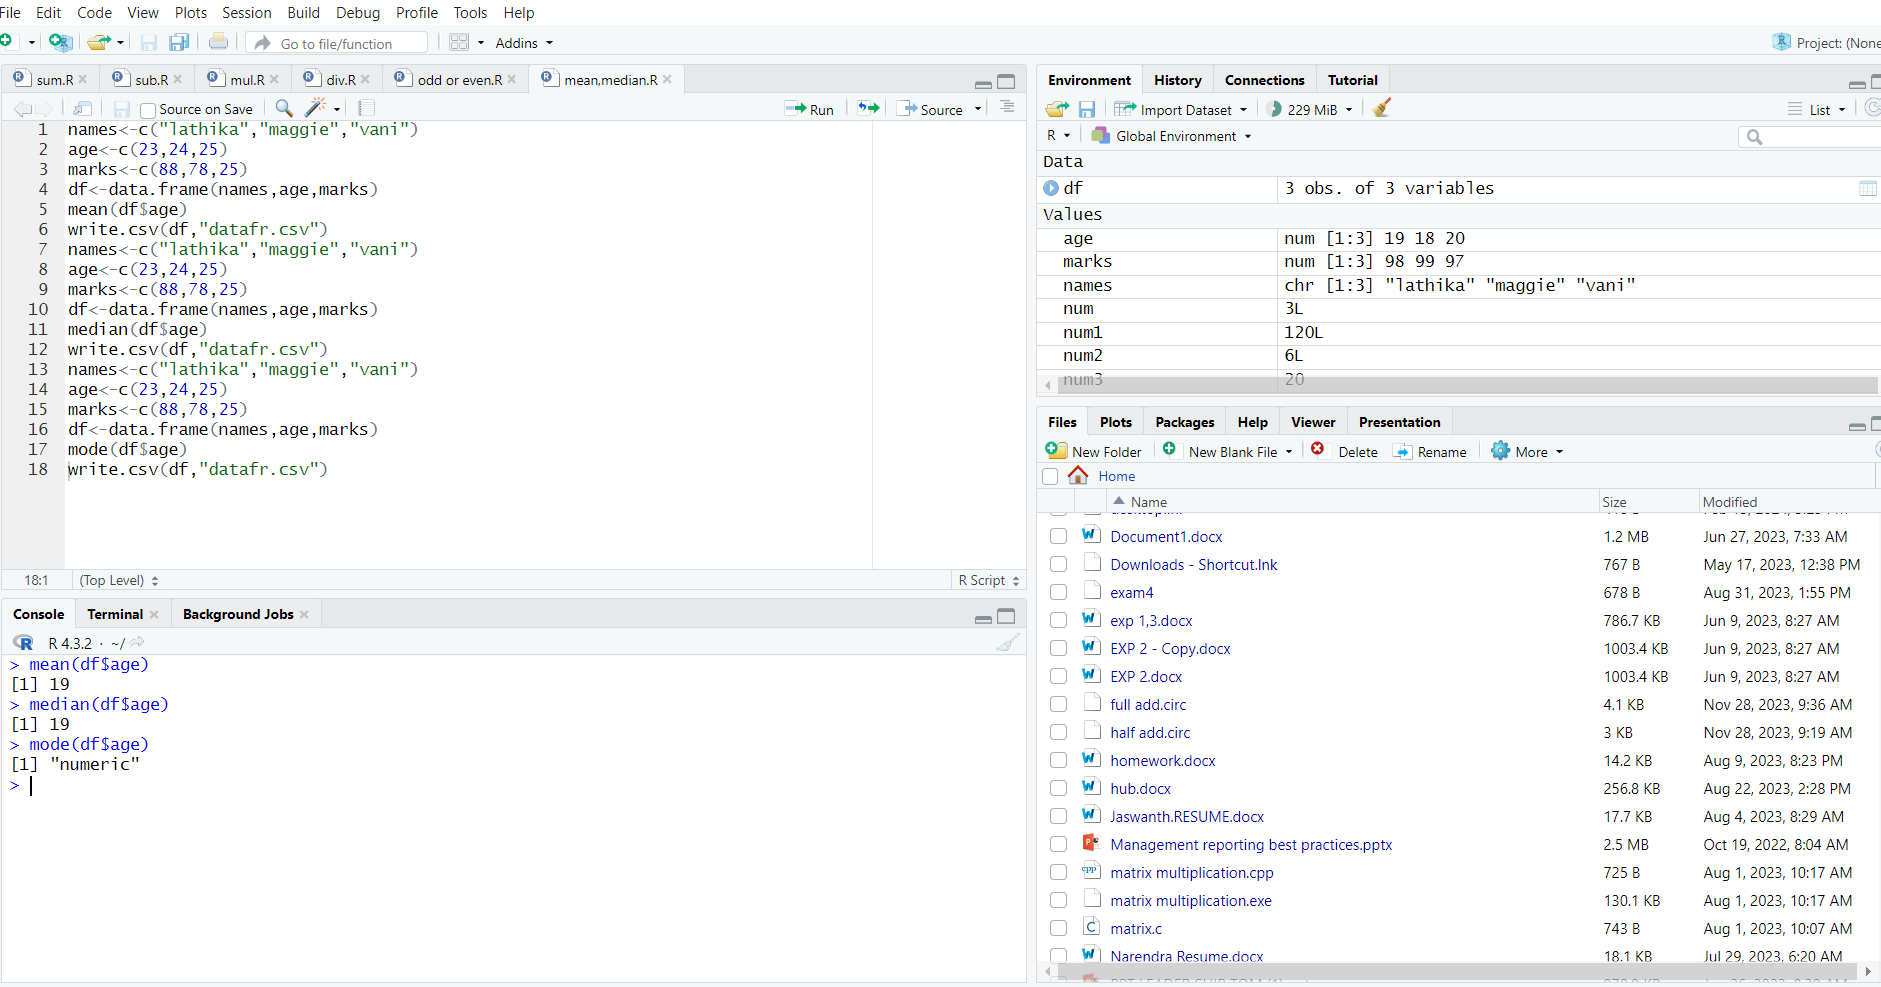 File Edit Code View Plots Session Build Debug Profile Tools Help
Go to file/function Addins Project: (None
sum.R sub.R mul.R div.R odd or even.R mean,median.R
Source on Save Run Source
1 names<-c("lathika","maggie","vani")
2 age<-c(23,24,25)
3 marks<-c(88,78,25)
4 df<-data.frame(names,age,marks)
5 mean(df$age)
6 write.csv(df,"datafr.csv")
7 names<-c("lathika","maggie","vani")
8 age<-c(23,24,25)
9 marks<-c(88,78,25)
10 df<-data.frame(names,age,marks)
11 median(df$age)
12 write.csv(df,"datafr.csv")
13 names<-c("lathika","maggie","vani")
14 age<-c(23,24,25)
15 marks<-c(88,78,25)
16 df<-data.frame(names,age,marks)
17 mode(df$age)
18 write.csv(df,"datafr.csv")
18:1 (Top Level) R Script
Console Terminal Background Jobs
R 4.3.2 · ~/
> mean(df$age)
[1] 19
> median(df$age)
[1] 19
> mode(df$age)
[1] "numeric"
>
Environment History Connections Tutorial
Import Dataset 229 MiB List
R Global Environment
Data
df 3 obs. of 3 variables
Values
age num [1:3] 19 18 20
marks num [1:3] 98 99 97
names chr [1:3] "lathika" "maggie" "vani"
num 3L
num1 120L
num2 6L
num3 20
Files Plots Packages Help Viewer Presentation
New Folder New Blank File Delete Rename More
Home
Name Size Modified
Document1.docx 1.2 MB Jun 27, 2023, 7:33 AM
Downloads - Shortcut.lnk 767 B May 17, 2023, 12:38 PM
exam4 678 B Aug 31, 2023, 1:55 PM
exp 1,3.docx 786.7 KB Jun 9, 2023, 8:27 AM
EXP 2 - Copy.docx 1003.4 KB Jun 9, 2023, 8:27 AM
EXP 2.docx 1003.4 KB Jun 9, 2023, 8:27 AM
full add.circ 4.1 KB Nov 28, 2023, 9:36 AM
half add.circ 3 KB Nov 28, 2023, 9:19 AM
homework.docx 14.2 KB Aug 9, 2023, 8:23 PM
hub.docx 256.8 KB Aug 22, 2023, 2:28 PM
Jaswanth.RESUME.docx 17.7 KB Aug 4, 2023, 8:29 AM
Management reporting best practices.pptx 2.5 MB Oct 19, 2022, 8:04 AM
matrix multiplication.cpp 725 B Aug 1, 2023, 10:17 AM
matrix multiplication.exe 130.1 KB Aug 1, 2023, 10:17 AM
matrix.c 743 B Aug 1, 2023, 10:07 AM
Narendra Resume.docx 18.1 KB Jul 29, 2023, 6:20 AM